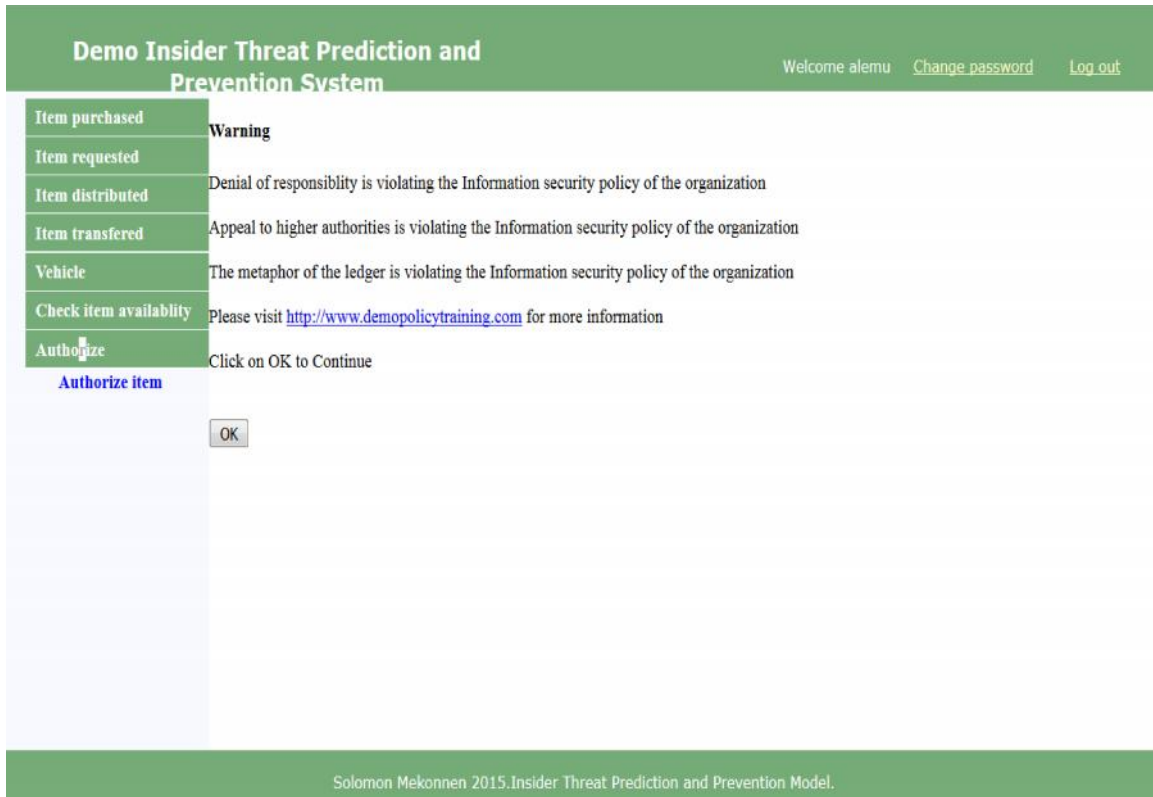 Demo Insider Threat Prediction and
Prevention System
Welcome alemu Change password Log out
Item purchased
Item requested
Item distributed
Item transfered
Vehicle
Check item availablity
Authorize
Authorize item
Warning
Denial of responsiblity is violating the Information security policy of the organization
Appeal to higher authorities is violating the Information security policy of the organization
The metaphor of the ledger is violating the Information security policy of the organization
Please visit http://www.demopolicytraining.com for more information
Click on OK to Continue
OK
Solomon Mekonnen 2015.Insider Threat Prediction and Prevention Model.